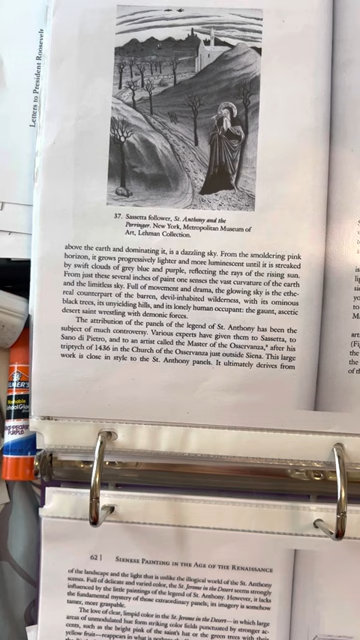 Letters to President Roosevelt
37. Sassetta follower, St. Anthony and the
Porringer. New York, Metropolitan Museum of
Art, Lehman Collection.
above the earth and dominating it, is a dazzling sky. From the smoldering pink
horizon, it grows progressively lighter and more luminescent until it is streaked
by swift clouds of grey blue and purple, reflecting the rays of the rising sun.
From just these several inches of paint one senses the vast curvature of the earth
and the limitless sky. Full of movement and drama, the glowing sky is the ethe-
real counterpart of the barren, devil-inhabited wilderness, with its ominous
black trees, its unyielding hills, and its lonely human occupant: the gaunt, ascetic
desert saint wrestling with demonic forces.
The attribution of the panels of the legend of St. Anthony has been the
subject of much controversy. Various experts have given them to Sassetta, to
Sano di Pietro, and to an artist called the Master of the Osservanza, after his
triptych of 1436 in the Church of the Osservanza just outside Siena. This large
work is close in style to the St. Anthony panels. It ultimately derives from
ELMER'S
PURPLE
62 | SIENESE PAINTING IN THE AGE OF THE RENAISSANCE
of the landscape and the light that is unlike the illogical world of the St. Anthony
scenes. Full of delicate and varied color, the St. Jerome in the Desert seems strongly
influenced by the little paintings of the legend of St. Anthony. However, it lacks
the fundamental mystery of those extraordinary panels; its imagery is somehow
tamer, more graspable.
The love of clear, limpid color in the St. Jerome in the Desert—in which large
areas of unmodulated hue form striking color fields punctuated by stronger ac-
cents, such as the bright pink of the saint's hat or the green trees with their
yellow fruit—reappears in what is